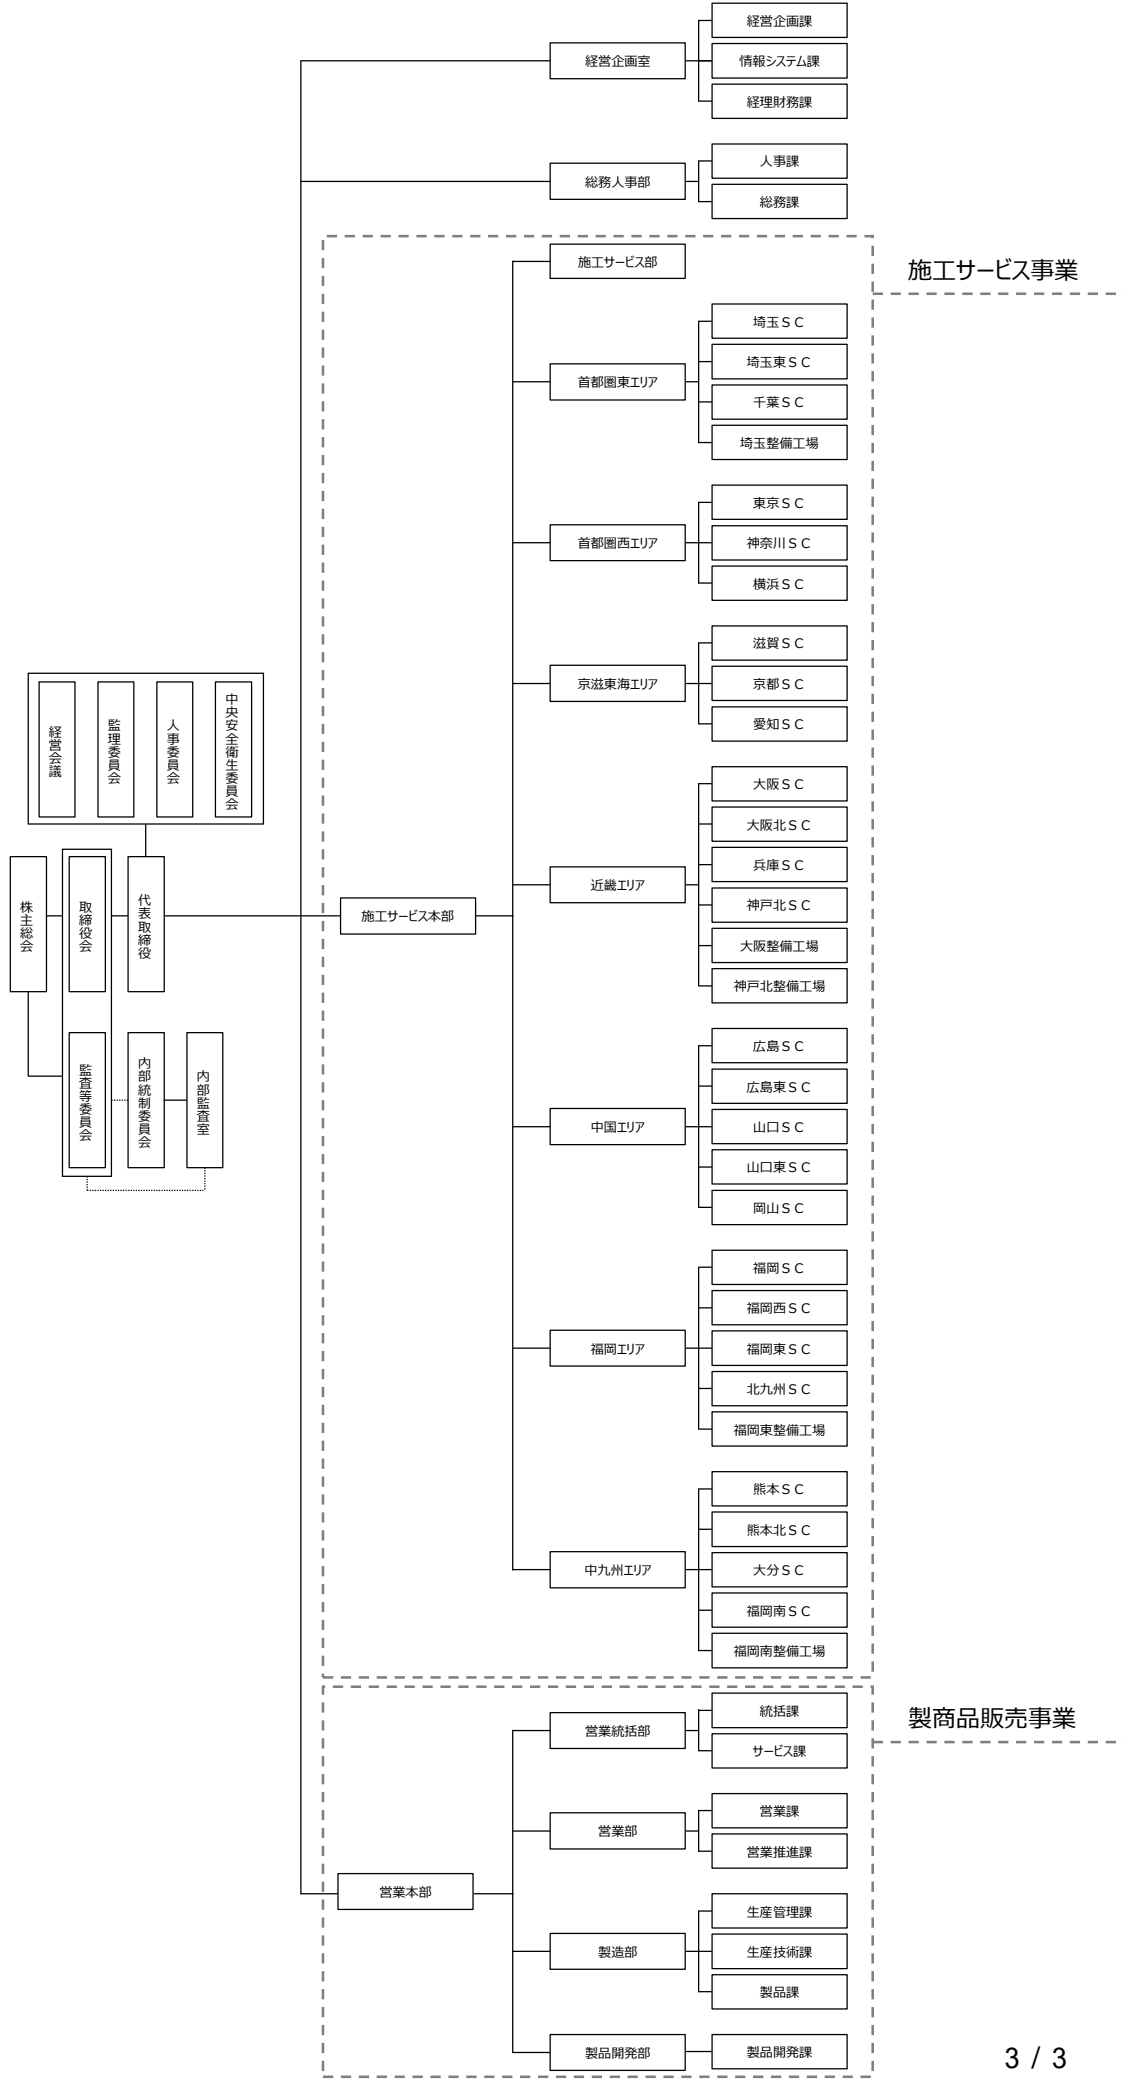 経営企画課
経営企画室
情報システム課
経理財務課
人事課
総務人事部
総務課
施工サービス部
施工サービス事業
埼玉ＳＣ
埼玉東ＳＣ
首都圏東エリア
千葉ＳＣ
埼玉整備工場
東京ＳＣ
首都圏西エリア
神奈川ＳＣ
横浜ＳＣ
滋賀ＳＣ
京滋東海エリア
京都ＳＣ
愛知ＳＣ
経営会議
監理委員会
人事委員会
中央安全衛生委員会
大阪ＳＣ
大阪北ＳＣ
兵庫ＳＣ
近畿エリア
神戸北ＳＣ
大阪整備工場
神戸北整備工場
株主総会
取締役会
代表取締役
施工サービス本部
監査等委員会
内部統制委員会
内部監査室
広島ＳＣ
広島東ＳＣ
中国エリア
山口ＳＣ
山口東ＳＣ
岡山ＳＣ
福岡ＳＣ
福岡西ＳＣ
福岡エリア
福岡東ＳＣ
北九州ＳＣ
福岡東整備工場
熊本ＳＣ
熊本北ＳＣ
中九州エリア
大分ＳＣ
福岡南ＳＣ
福岡南整備工場
統括課
営業統括部
サービス課
製商品販売事業
営業課
営業部
営業推進課
営業本部
生産管理課
製造部
生産技術課
製品課
製品開発部
製品開発課
3 / 3